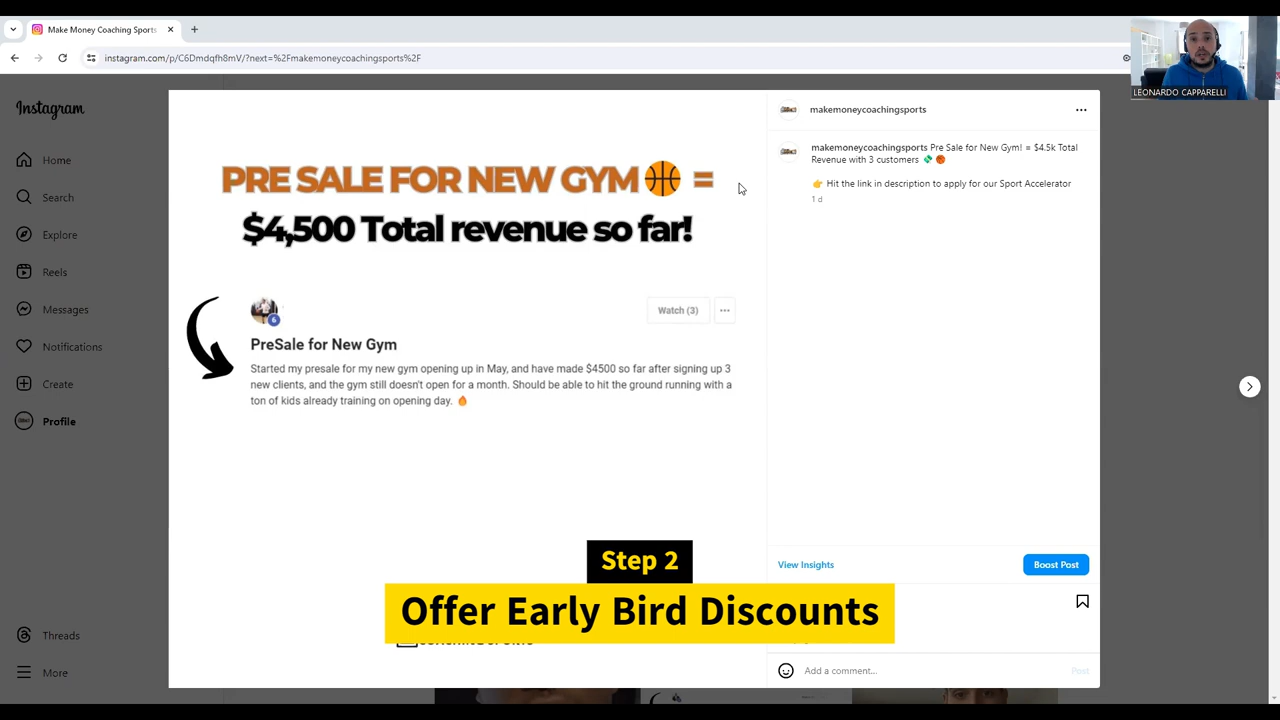 Make Money Coaching Sports
instagram.com/p/C6Dmdqfh8mV/?next=%2Fmakemoneycoachingsports%2F
LEONARDO CAPPARELLI
Instagram
Home
Search
Explore
Reels
Messages
Notifications
Create
Profile
Threads
More
PRE SALE FOR NEW GYM 🏀 =
$4,500 Total revenue so far!
6
Watch (3)
PreSale for New Gym
Started my presale for my new gym opening up in May, and have made $4500 so far after signing up 3
new clients, and the gym still doesn't open for a month. Should be able to hit the ground running with a
ton of kids already training on opening day. 🔥
makemoneycoachingsports
makemoneycoachingsports Pre Sale for New Gym! = $4.5k Total
Revenue with 3 customers 💸 🏀
👉 Hit the link in description to apply for our Sport Accelerator
1 d
View Insights
Boost Post
Add a comment...
Post
Step 2
Offer Early Bird Discounts